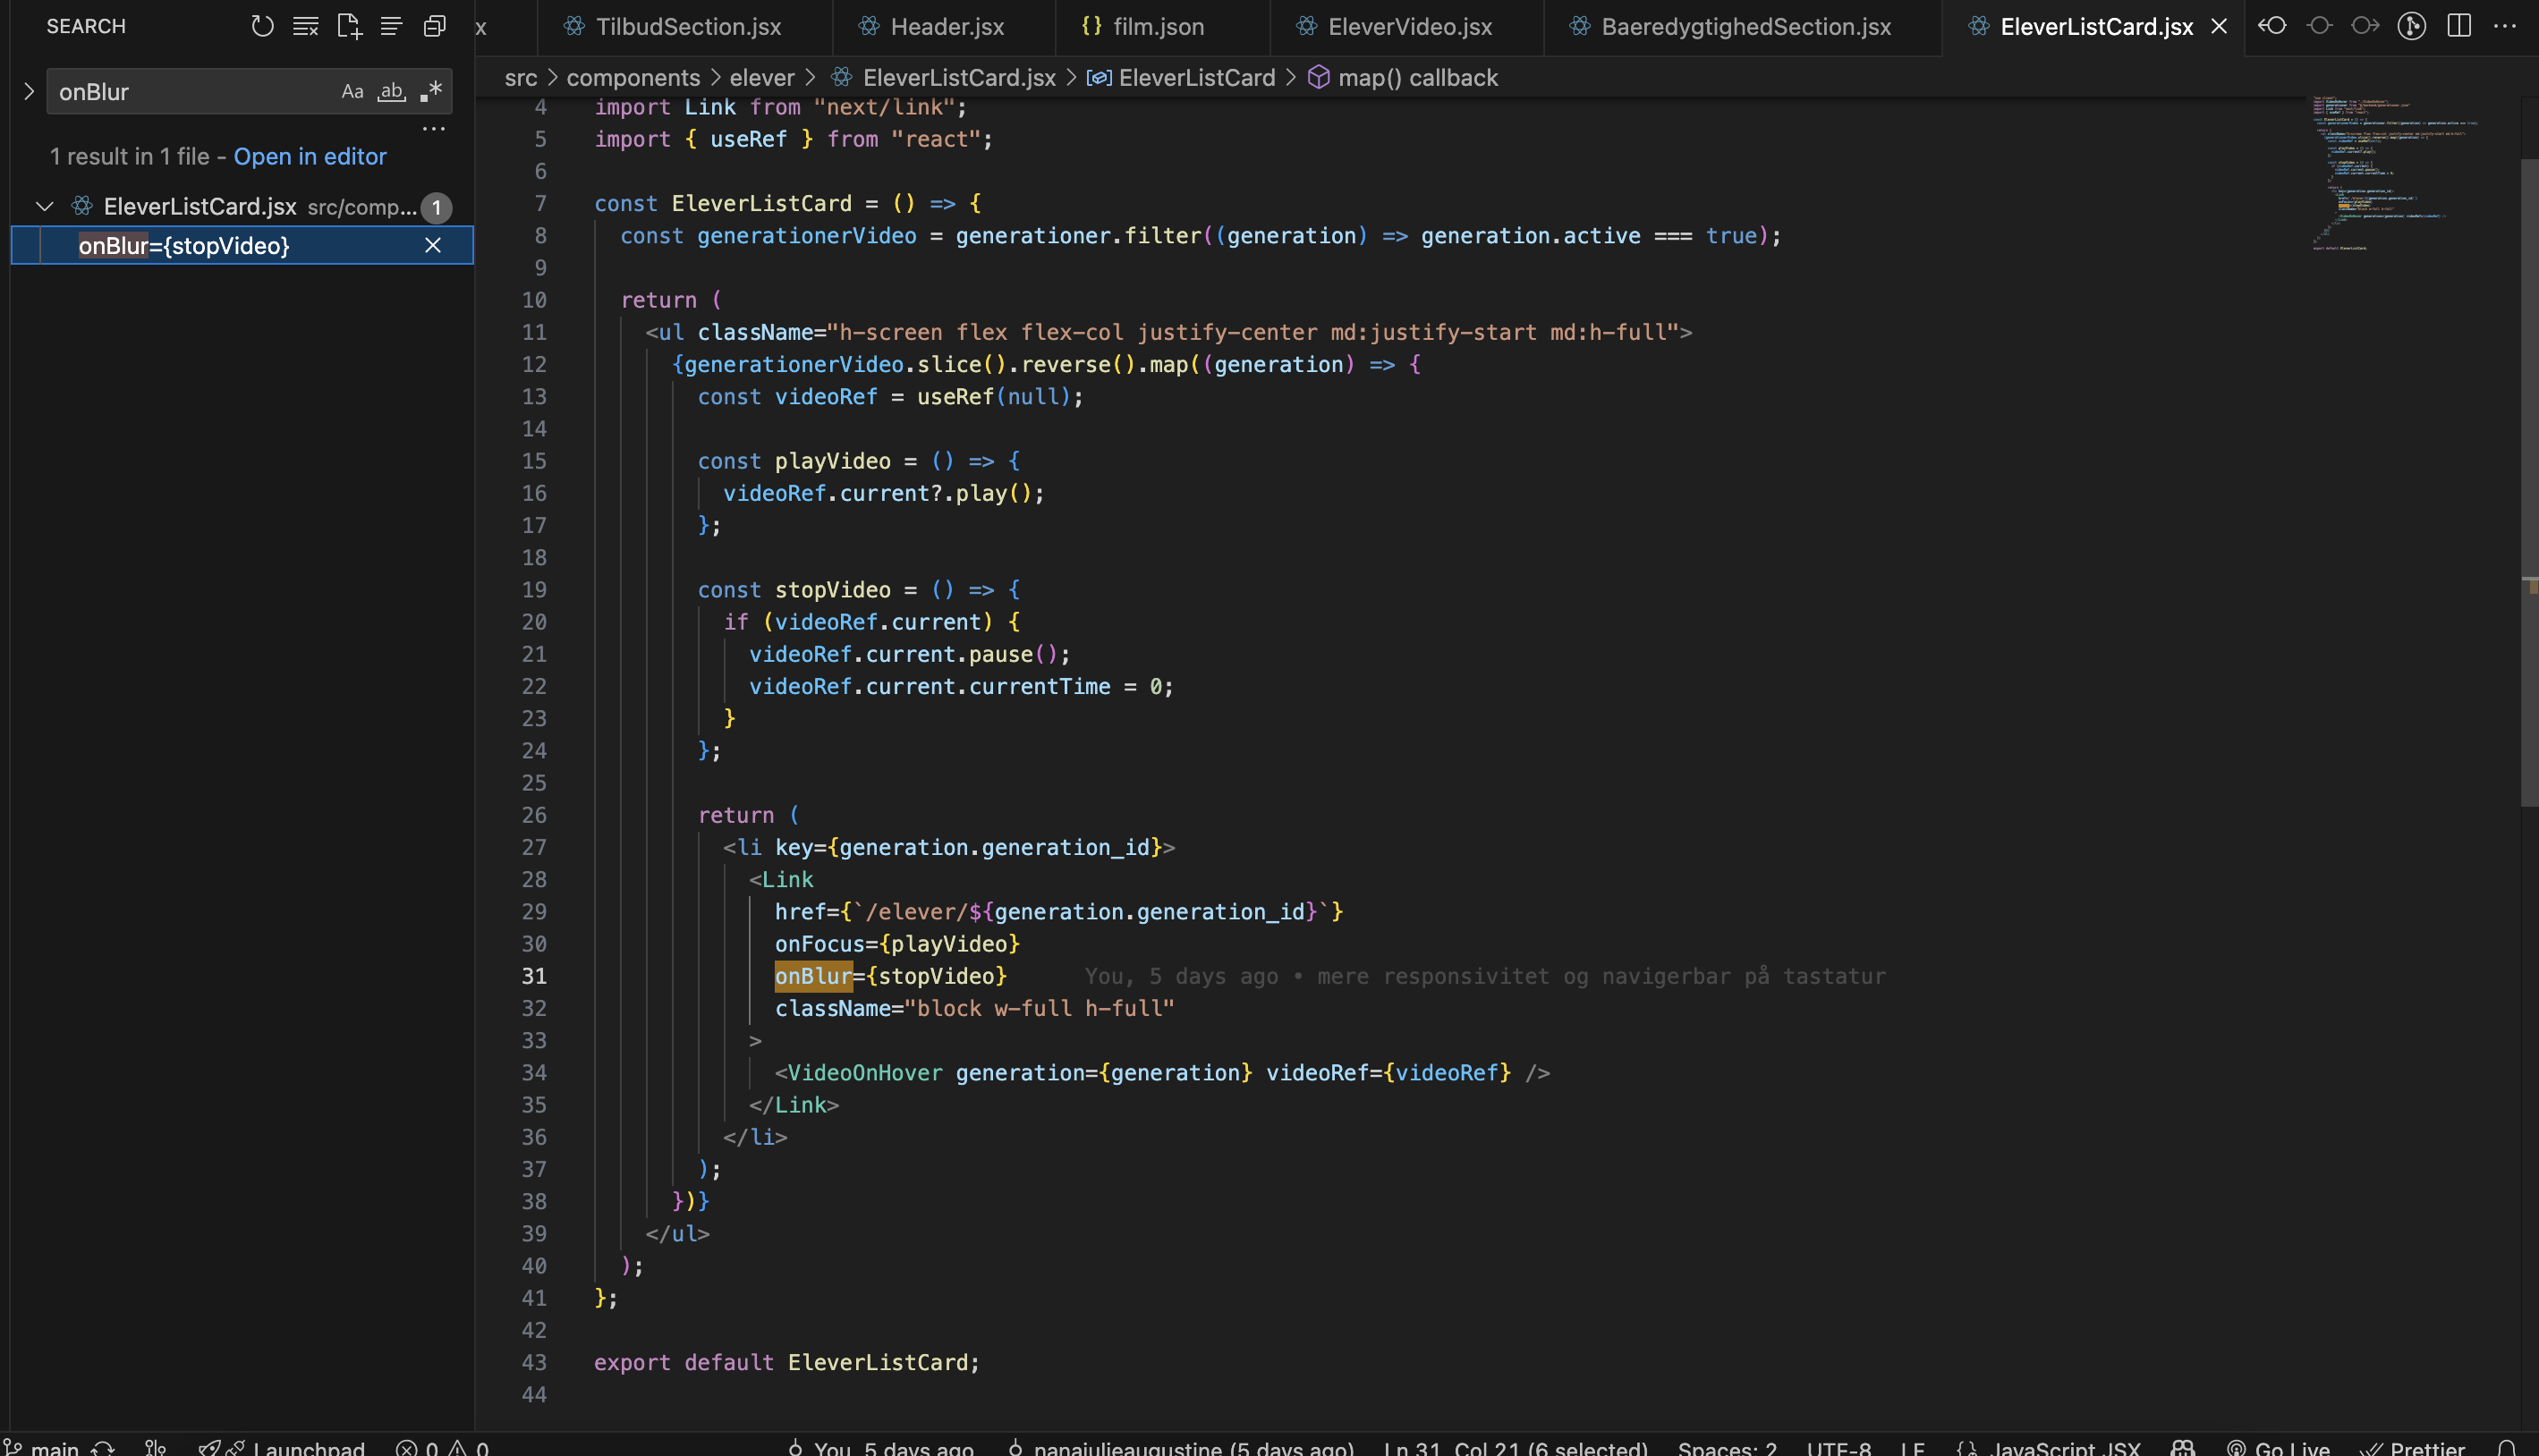 SEARCH
x TilbudSection.jsx Header.jsx {} film.json EleverVideo.jsx BaeredygtighedSection.jsx EleverListCard.jsx
onBlur Aa ab .*
1 result in 1 file - Open in editor
EleverListCard.jsx src/comp... 1
onBlur={stopVideo}
src > components > elever > EleverListCard.jsx > EleverListCard > map() callback
4 import Link from "next/link";
5 import { useRef } from "react";
6
7 const EleverListCard = () => {
8 const generationerVideo = generationer.filter((generation) => generation.active === true);
9
10 return (
11 <ul className="h-screen flex flex-col justify-center md:justify-start md:h-full">
12 {generationerVideo.slice().reverse().map((generation) => {
13 const videoRef = useRef(null);
14
15 const playVideo = () => {
16 videoRef.current?.play();
17 };
18
19 const stopVideo = () => {
20 if (videoRef.current) {
21 videoRef.current.pause();
22 videoRef.current.currentTime = 0;
23 }
24 };
25
26 return (
27 <li key={generation.generation_id}>
28 <Link
29 href={`/elever/${generation.generation_id}`}
30 onFocus={playVideo}
31 onBlur={stopVideo} You, 5 days ago • mere responsivitet og navigerbar på tastatur
32 className="block w-full h-full"
33 >
34 <VideoOnHover generation={generation} videoRef={videoRef} />
35 </Link>
36 </li>
37 );
38 })}
39 </ul>
40 );
41 };
42
43 export default EleverListCard;
44
main Launchpad 0 0 You, 5 days ago nanajulieaugustine (5 days ago) Ln 31, Col 21 (6 selected) Spaces: 2 UTF-8 LF {} JavaScript JSX Go Live Prettier